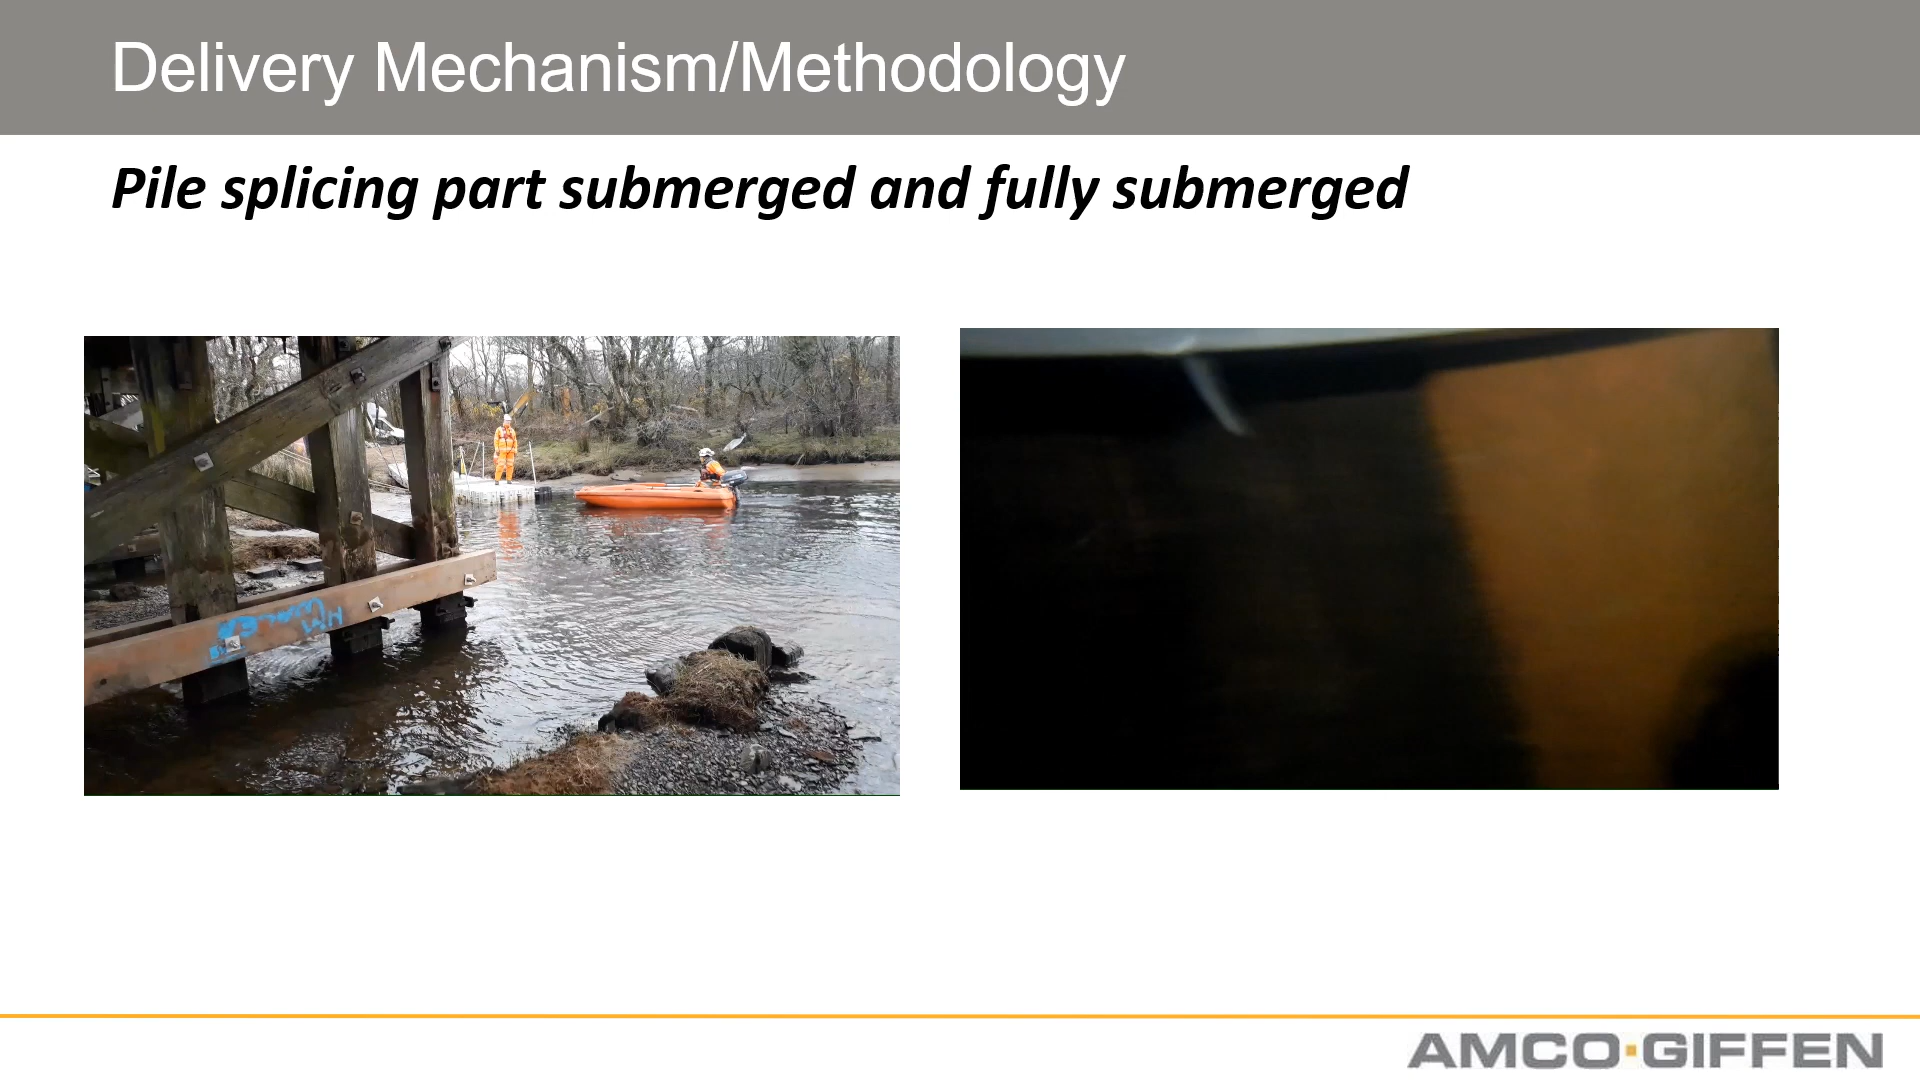 Delivery Mechanism/Methodology
Pile splicing part submerged and fully submerged
AMCO GIFFEN